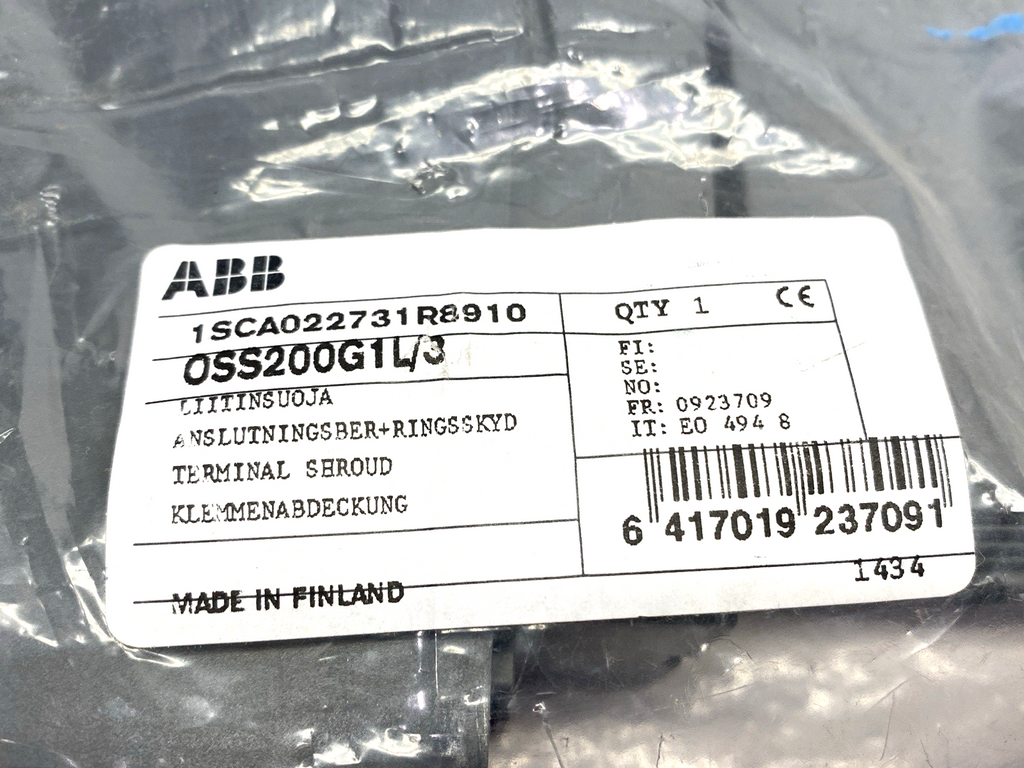 ABB
1SCA022731R8910
OSS200G1L/3
LIITINSUOJA
ANSLUTNINGSBER+RINGSSKYD
TERMINAL SHROUD
KLEMMENABDECKUNG
MADE IN FINLAND
QTY 1 CE
FI:
SE:
NO:
FR: 0923709
IT: EO 494 8
6 417019 237091
1434